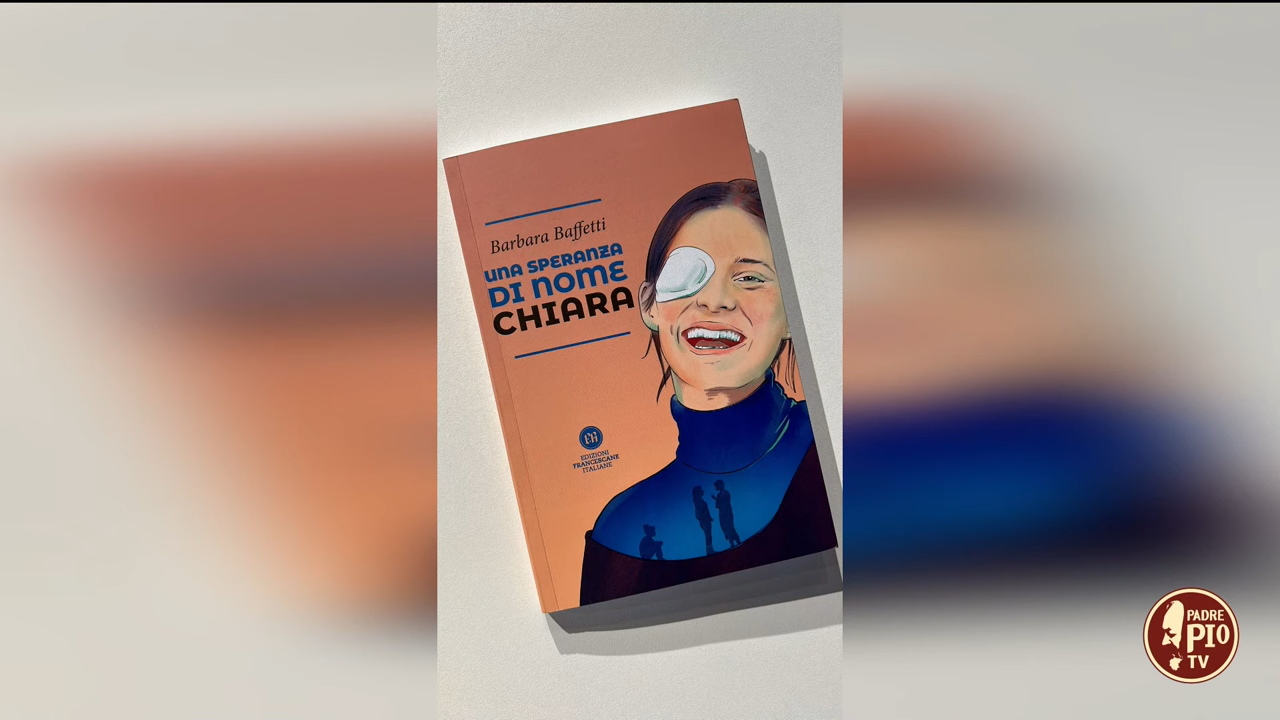 Barbara Baffetti
UNA SPERANZA
DI NOME
CHIARA
EDIZIONI
FRANCESCANE
ITALIANE
PADRE
PIO
TV